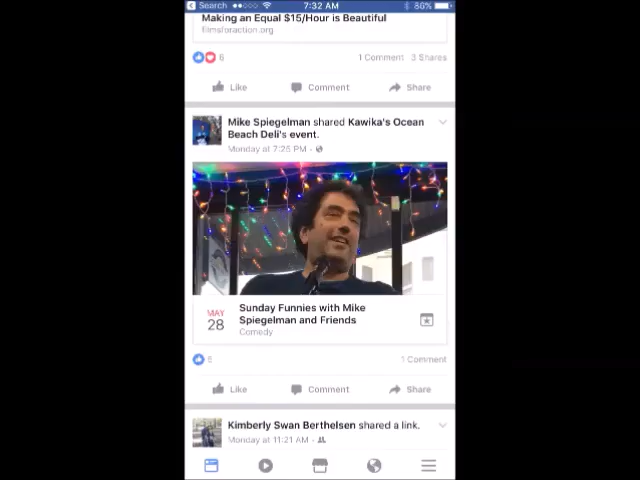 Search 7:32 AM 86%
Making an Equal $15/Hour is Beautiful
filmsforaction.org
6 1 Comment 3 Shares
Like Comment Share
Mike Spiegelman shared Kawika's Ocean
Beach Deli's event.
Monday at 7:25 PM
MAY
28
Sunday Funnies with Mike
Spiegelman and Friends
Comedy
1 Comment
Like Comment Share
Kimberly Swan Berthelsen shared a link.
Monday at 11:21 AM